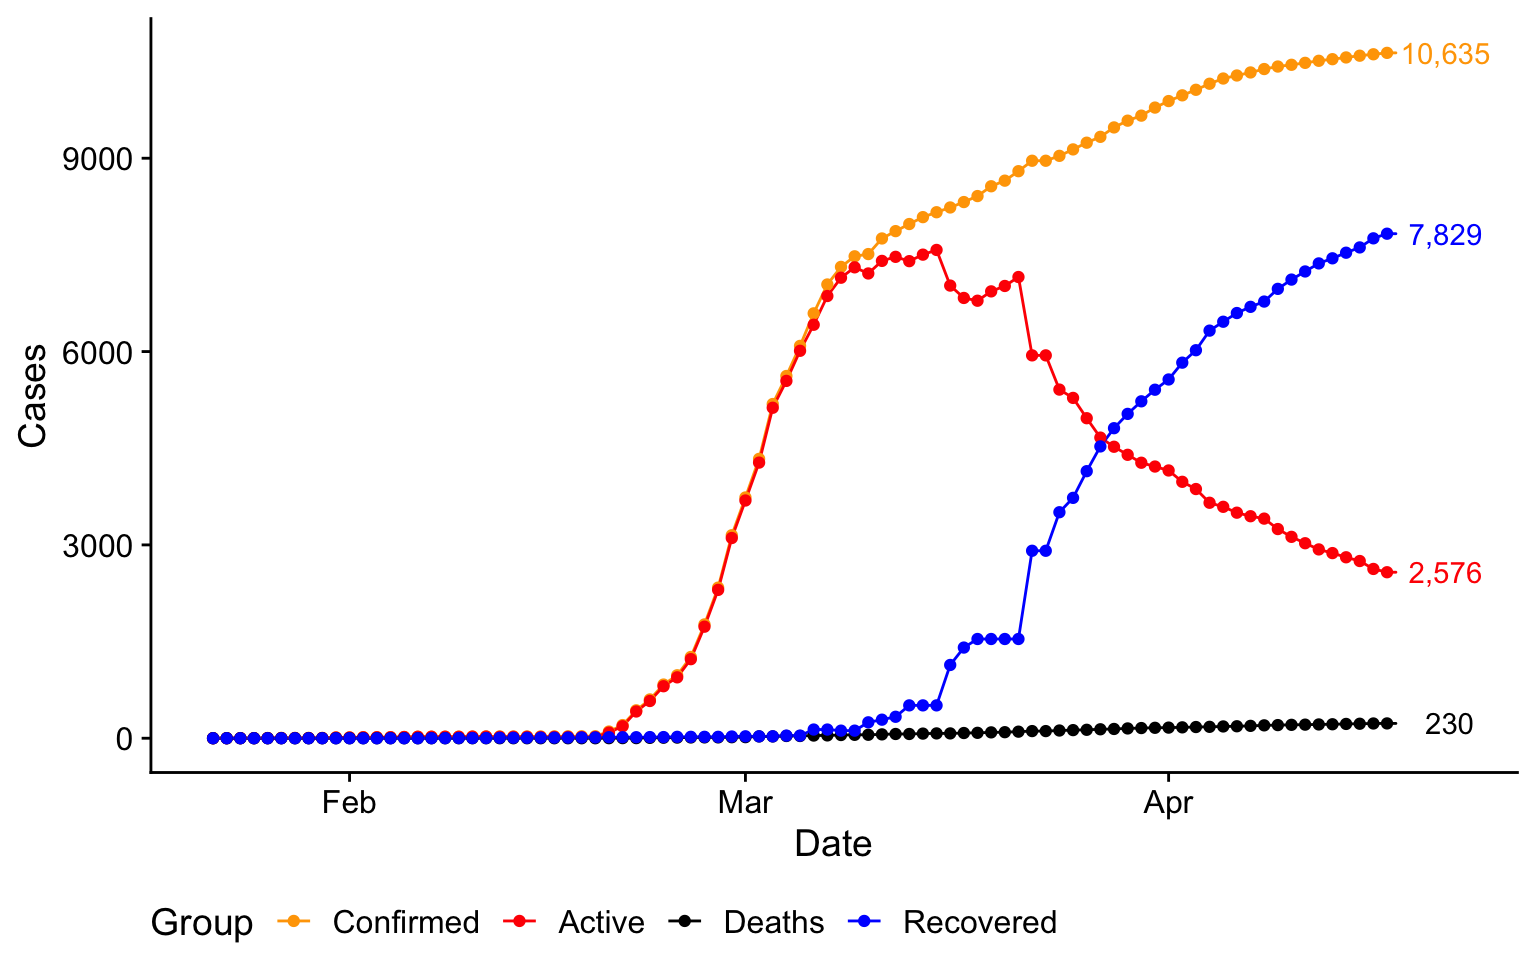 10,635
9000
7,829
6000
Cases
3000
2,576
230
0
Feb Mar Apr
Date
Group Confirmed Active Deaths Recovered